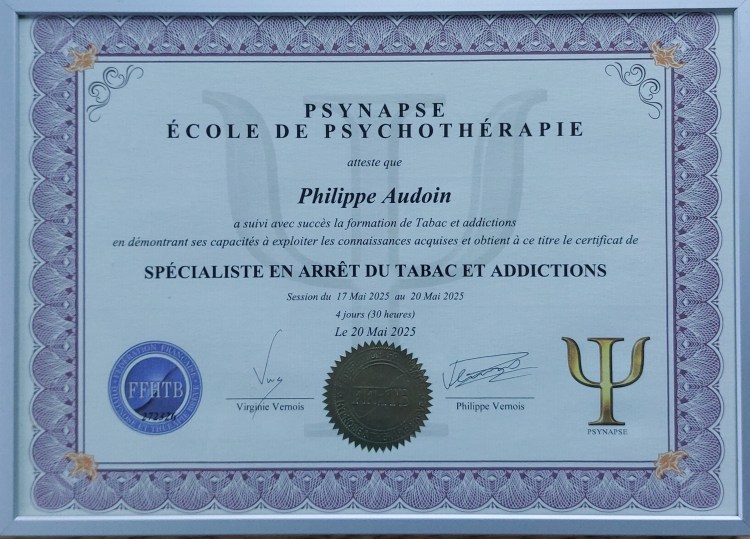 PSYNAPSE
ÉCOLE DE PSYCHOTHÉRAPIE
atteste que
Philippe Audoin
a suivi avec succès la formation de Tabac et addictions
en démontrant ses capacités à exploiter les connaissances acquises et obtient à ce titre le certificat de
SPÉCIALISTE EN ARRÊT DU TABAC ET ADDICTIONS
Session du 17 Mai 2025 au 20 Mai 2025
4 jours (30 heures)
Le 20 Mai 2025
FFHTB
Virginie Vernois
Philippe Vernois
PSYNAPSE